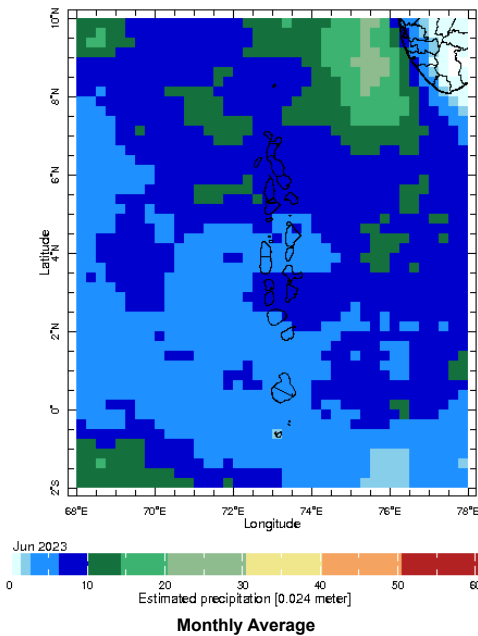 10°N
8°N
6°N
4°N
2°N
0°
2°S
Latitude
68°E 70°E 72°E 74°E 76°E 78°E
Longitude
Jun 2023
0 10 20 30 40 50 60
Estimated precipitation [0.024 meter]
Monthly Average